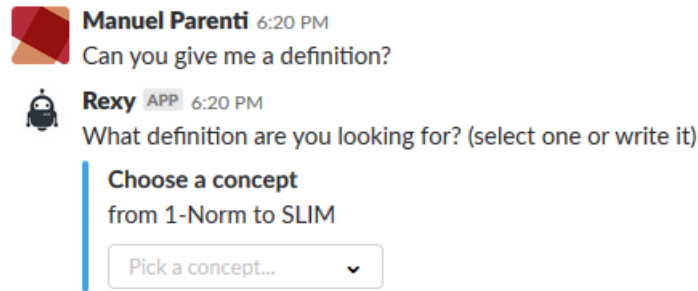 Manuel Parenti 6:20 PM
Can you give me a definition?
Rexy APP 6:20 PM
What definition are you looking for? (select one or write it)
Choose a concept
from 1-Norm to SLIM
Pick a concept...